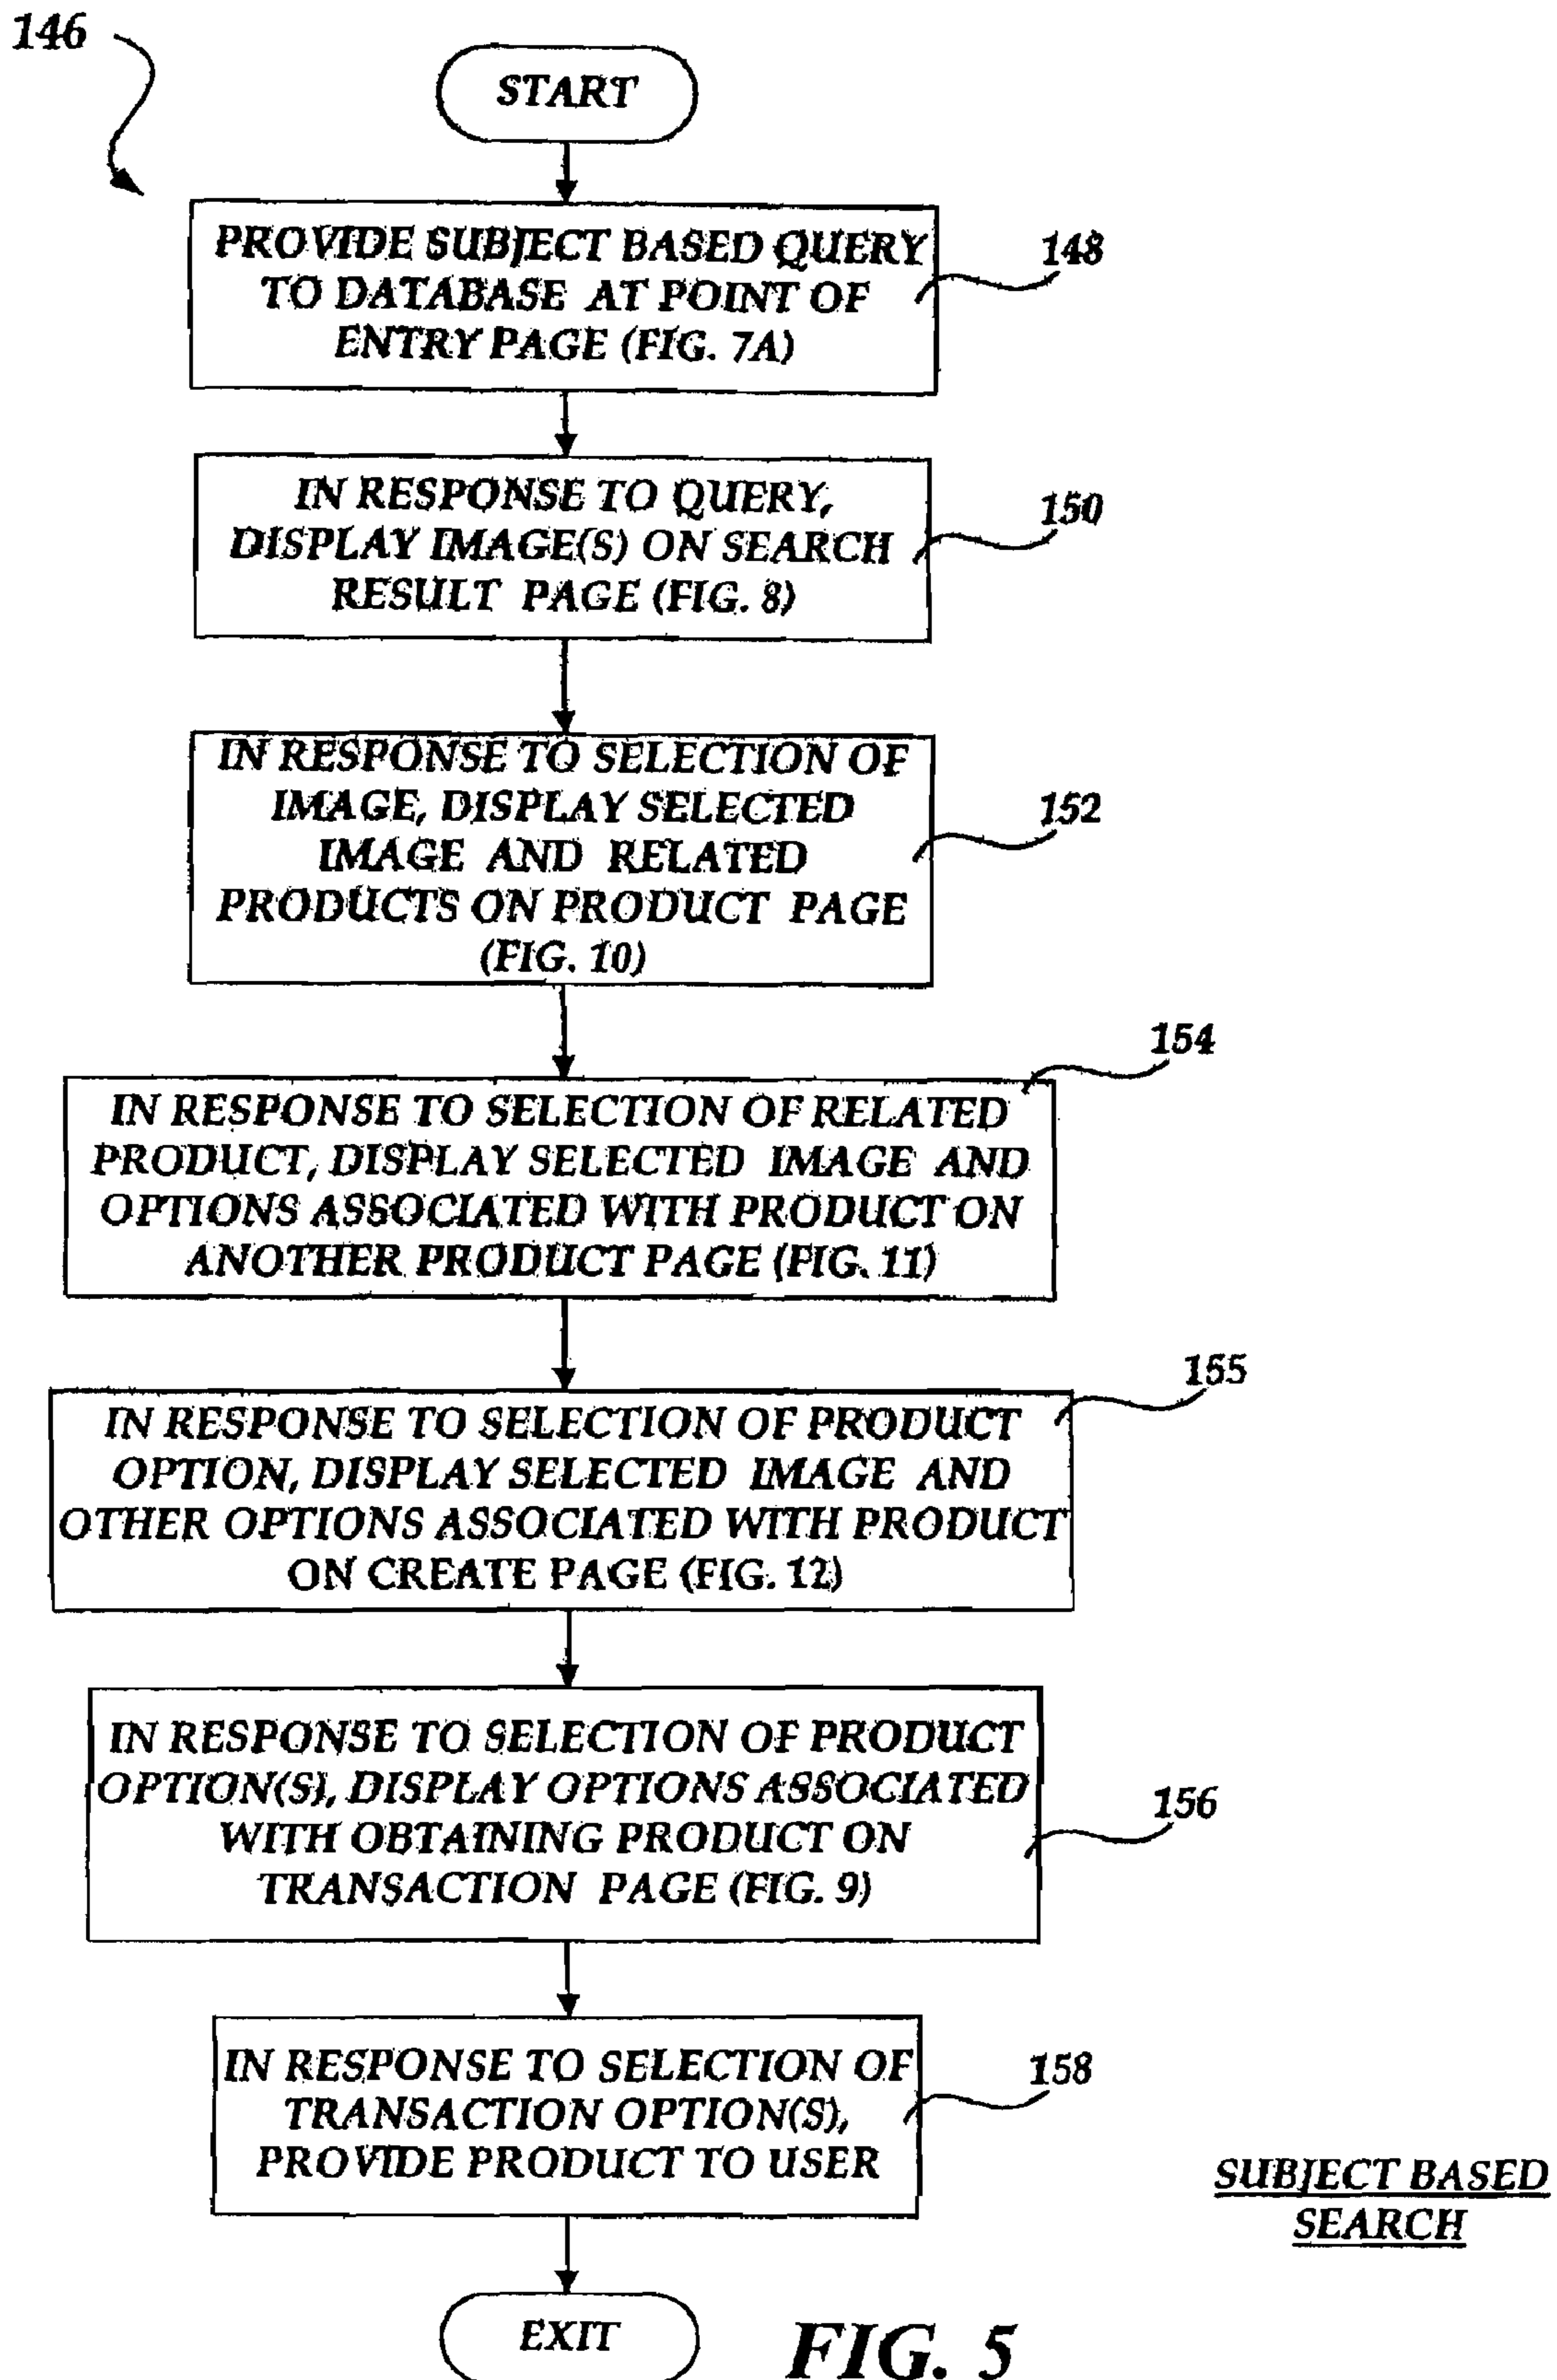 146
START
PROVIDE SUBJECT BASED QUERY
TO DATABASE AT POINT OF
ENTRY PAGE (FIG. 7A)
148
IN RESPONSE TO QUERY,
DISPLAY IMAGE(S) ON SEARCH
RESULT PAGE (FIG. 8)
150
IN RESPONSE TO SELECTION OF
IMAGE, DISPLAY SELECTED
IMAGE AND RELATED
PRODUCTS ON PRODUCT PAGE
(FIG. 10)
152
IN RESPONSE TO SELECTION OF RELATED
PRODUCT, DISPLAY SELECTED IMAGE AND
OPTIONS ASSOCIATED WITH PRODUCT ON
ANOTHER PRODUCT PAGE (FIG. 11)
154
IN RESPONSE TO SELECTION OF PRODUCT
OPTION, DISPLAY SELECTED IMAGE AND
OTHER OPTIONS ASSOCIATED WITH PRODUCT
ON CREATE PAGE (FIG. 12)
155
IN RESPONSE TO SELECTION OF PRODUCT
OPTION(S), DISPLAY OPTIONS ASSOCIATED
WITH OBTAINING PRODUCT ON
TRANSACTION PAGE (FIG. 9)
156
IN RESPONSE TO SELECTION OF
TRANSACTION OPTION(S),
PROVIDE PRODUCT TO USER
158
SUBJECT BASED
SEARCH
EXIT
FIG. 5